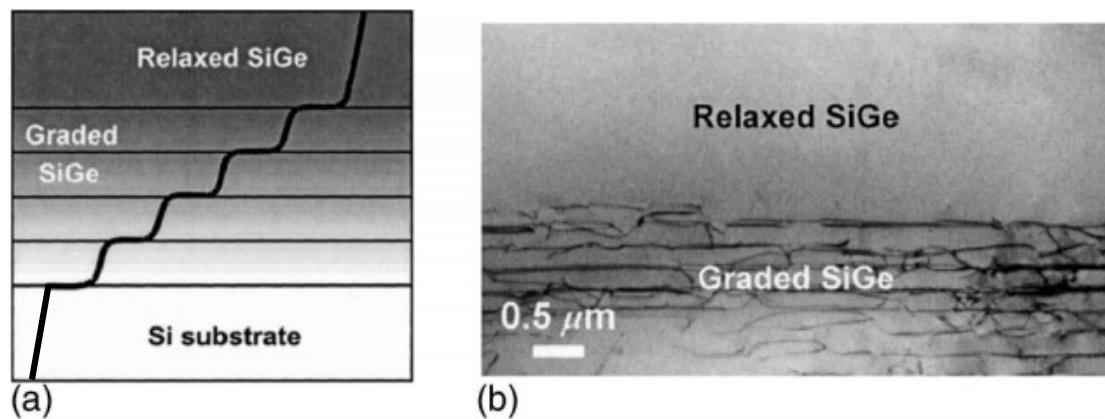 Relaxed SiGe
Graded
SiGe
Si substrate
(a)
Relaxed SiGe
Graded SiGe
0.5 μm
(b)